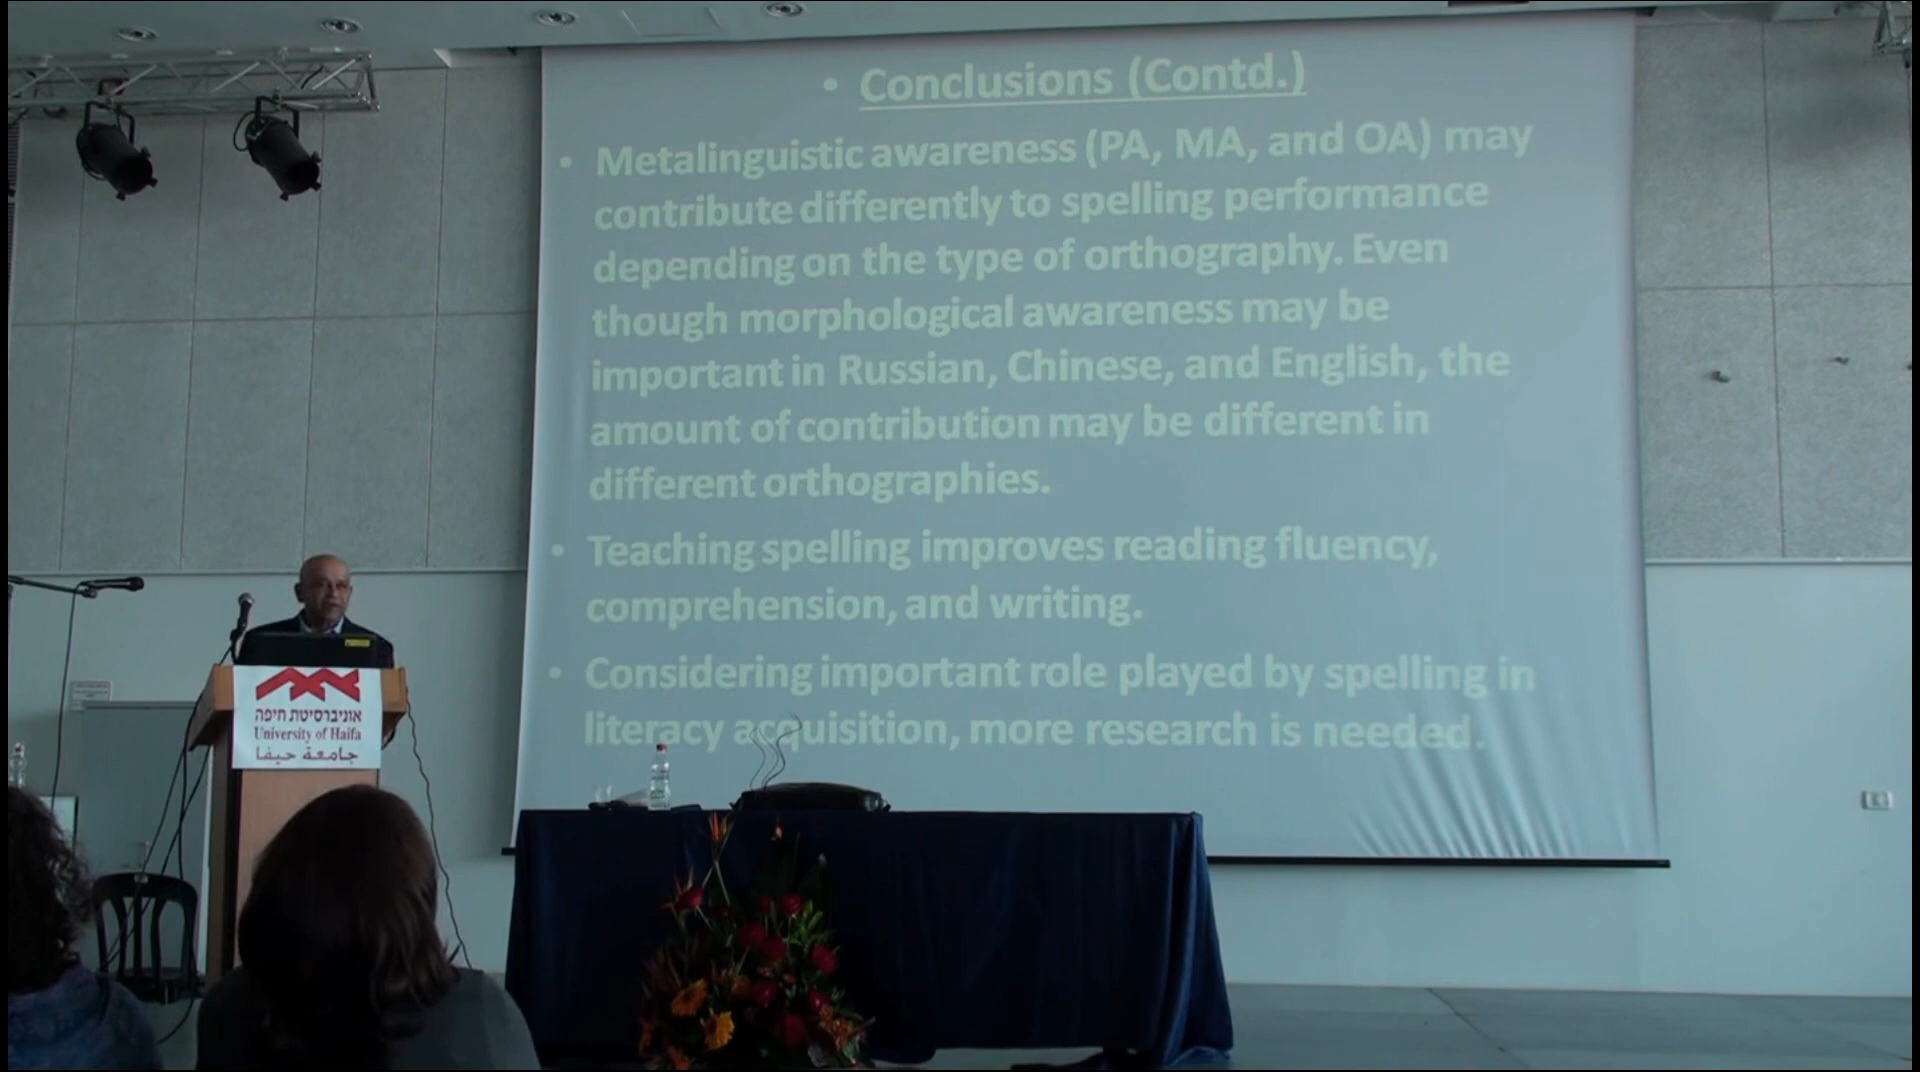 • Conclusions (Contd.)
• Metalinguistic awareness (PA, MA, and OA) may
contribute differently to spelling performance
depending on the type of orthography. Even
though morphological awareness may be
important in Russian, Chinese, and English, the
amount of contribution may be different in
different orthographies.
• Teaching spelling improves reading fluency,
comprehension, and writing.
• Considering important role played by spelling in
literacy acquisition, more research is needed.
אוניברסיטת חיפה
University of Haifa
جامعة حيفا